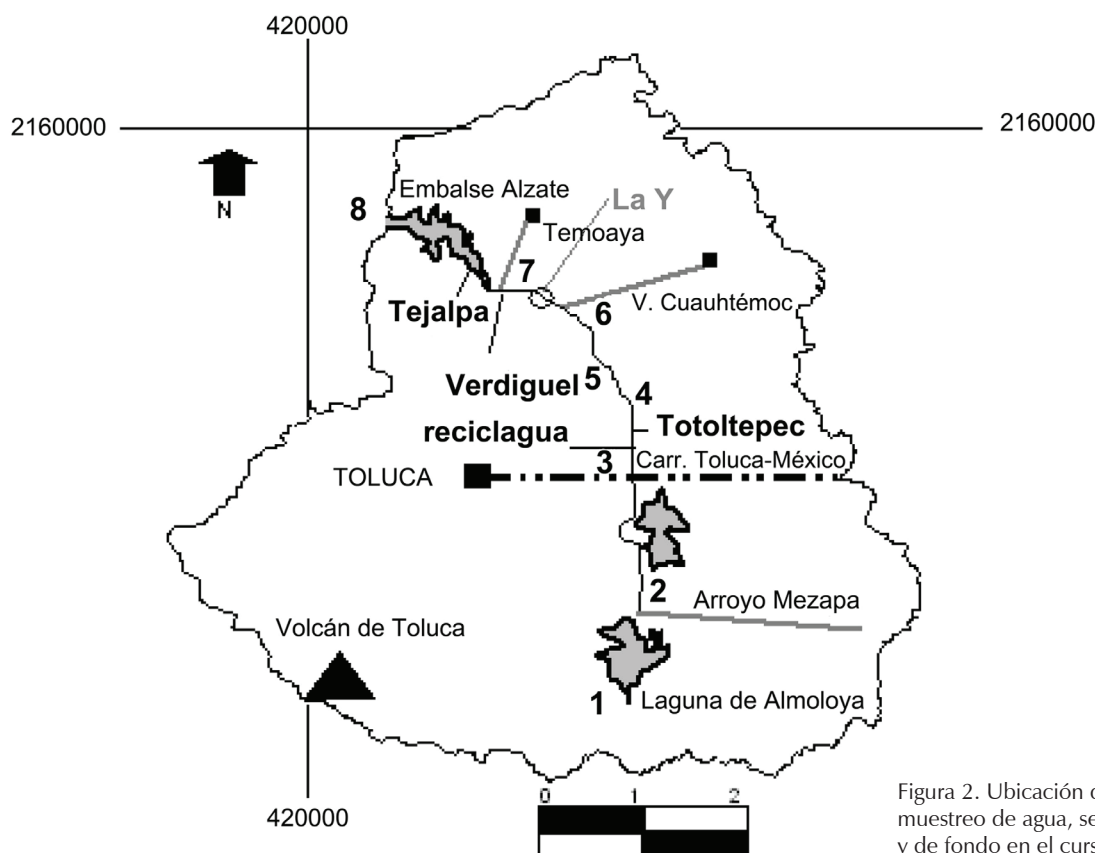 420000
2160000
2160000
N
Embalse Alzate
La Y
8
Temoaya
7
V. Cuauhtémoc
Tejalpa
6
Verdiguel
5
4
reciclagua
Totoltepec
3
Carr. Toluca-México
TOLUCA
2
Arroyo Mezapa
Volcán de Toluca
1
Laguna de Almoloya
0 1 2
420000
Figura 2. Ubicación
muestreo de agua, se
y de fondo en el curs